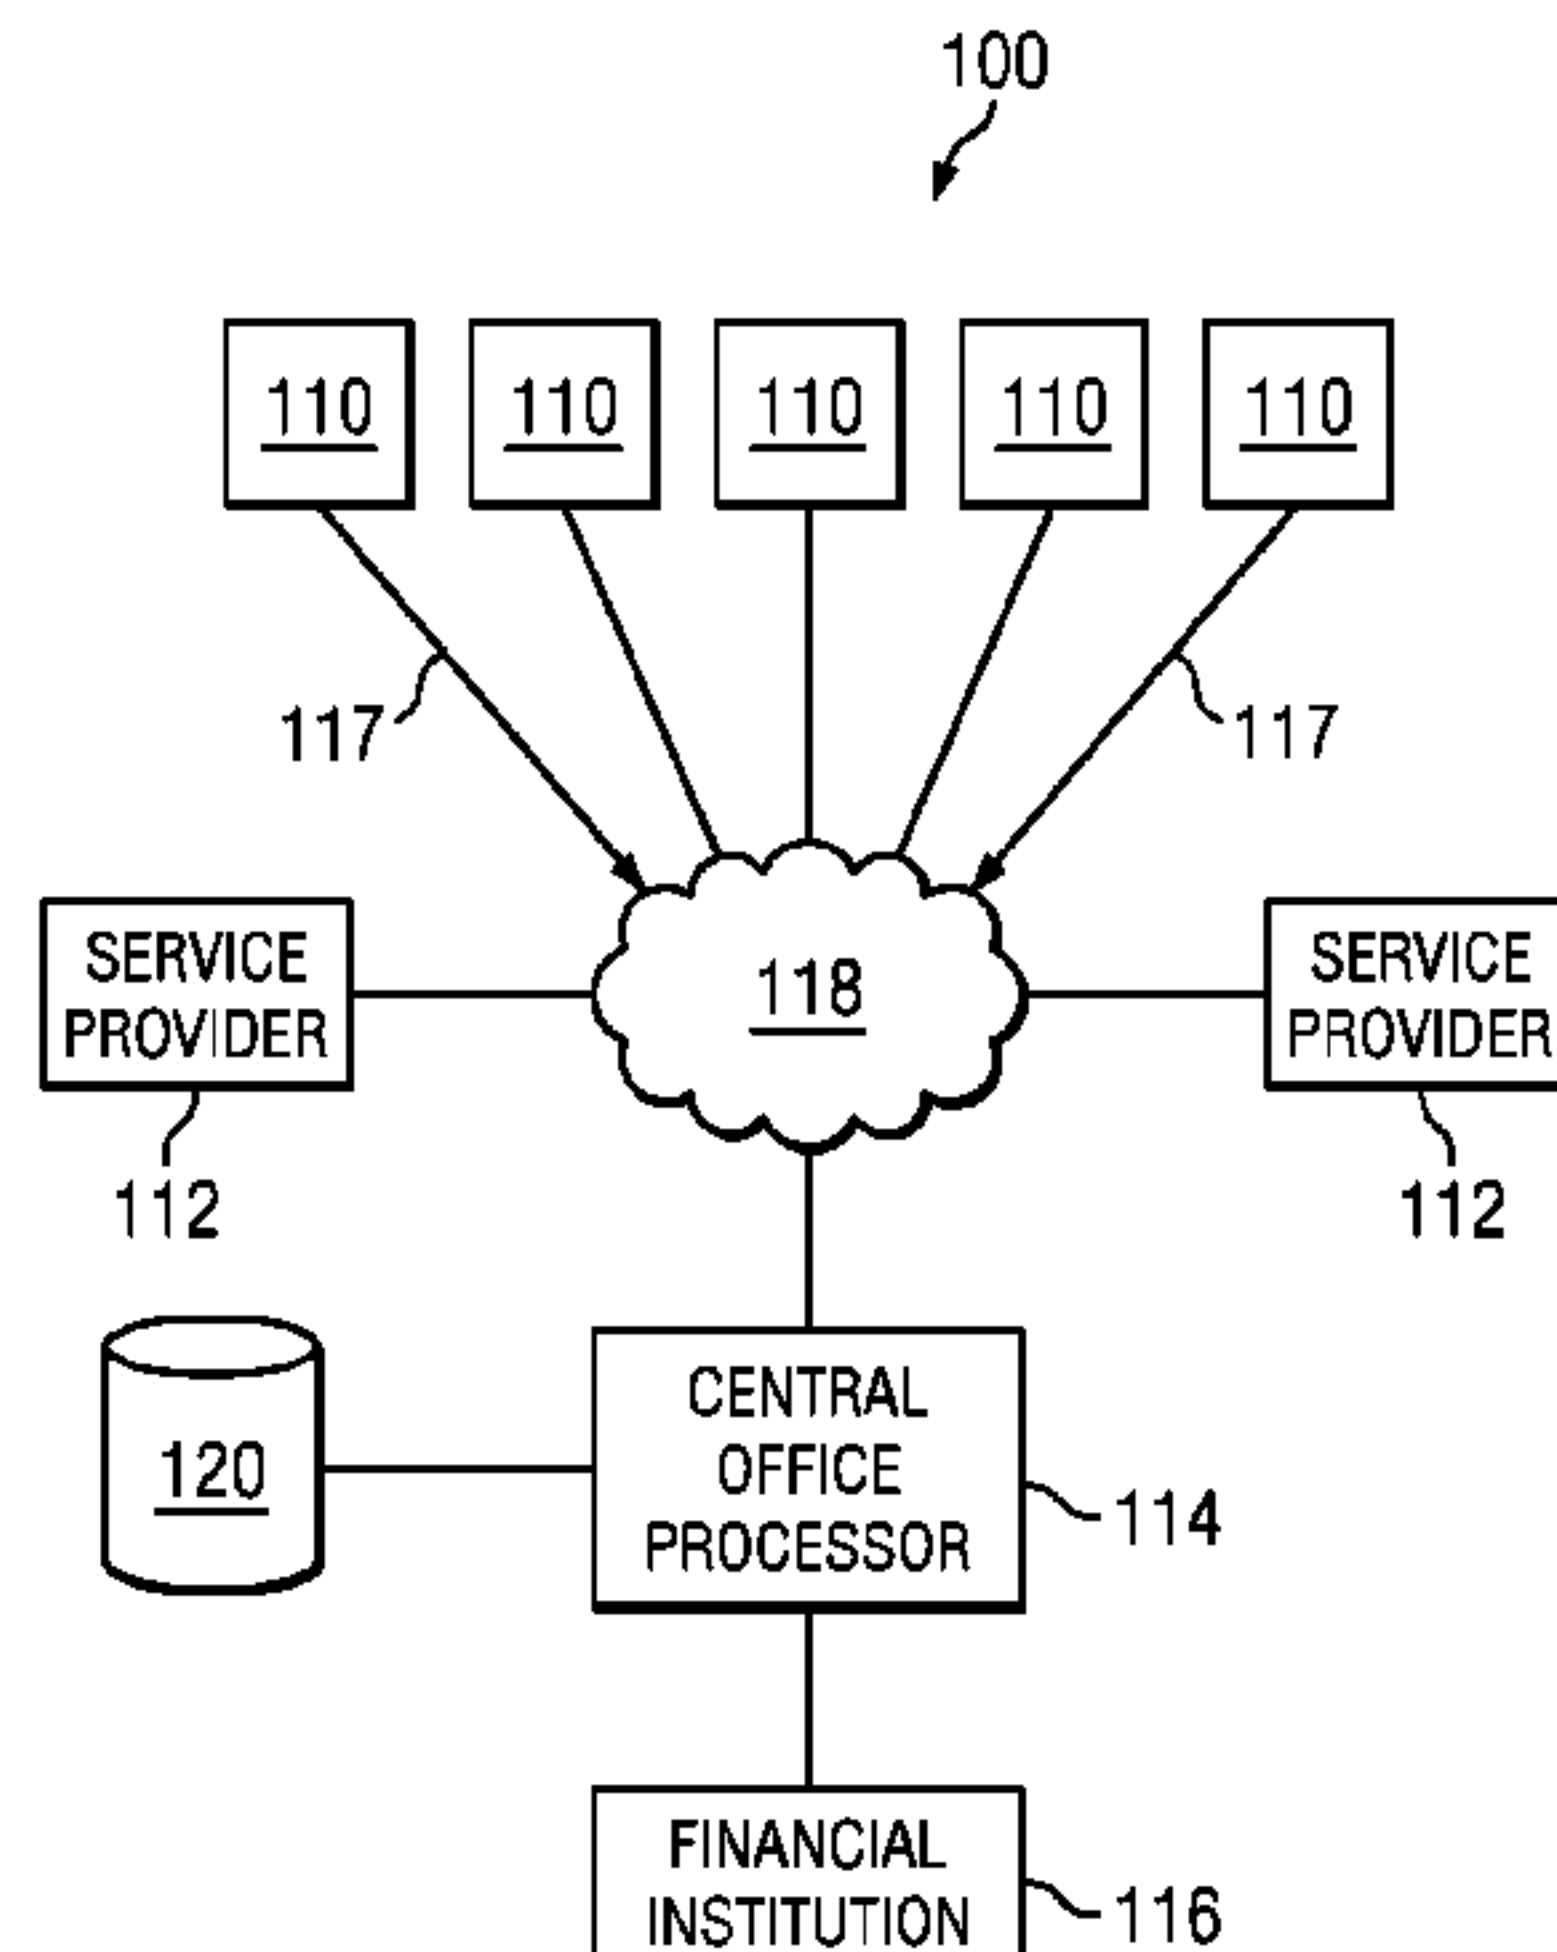 100
110 110 110 110 110
117 117
SERVICE
PROVIDER
118
SERVICE
PROVIDER
112 112
120
CENTRAL
OFFICE
PROCESSOR
114
FINANCIAL
INSTITUTION
116